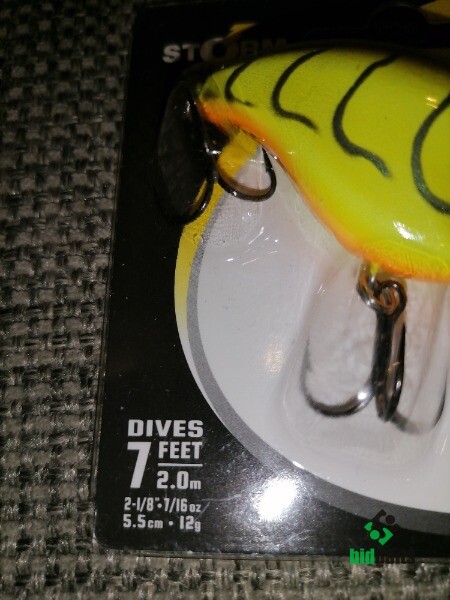 STORM
DIVES
7 FEET
2.0m
2-1/8" • 7/16 oz
5.5cm • 12g
bid